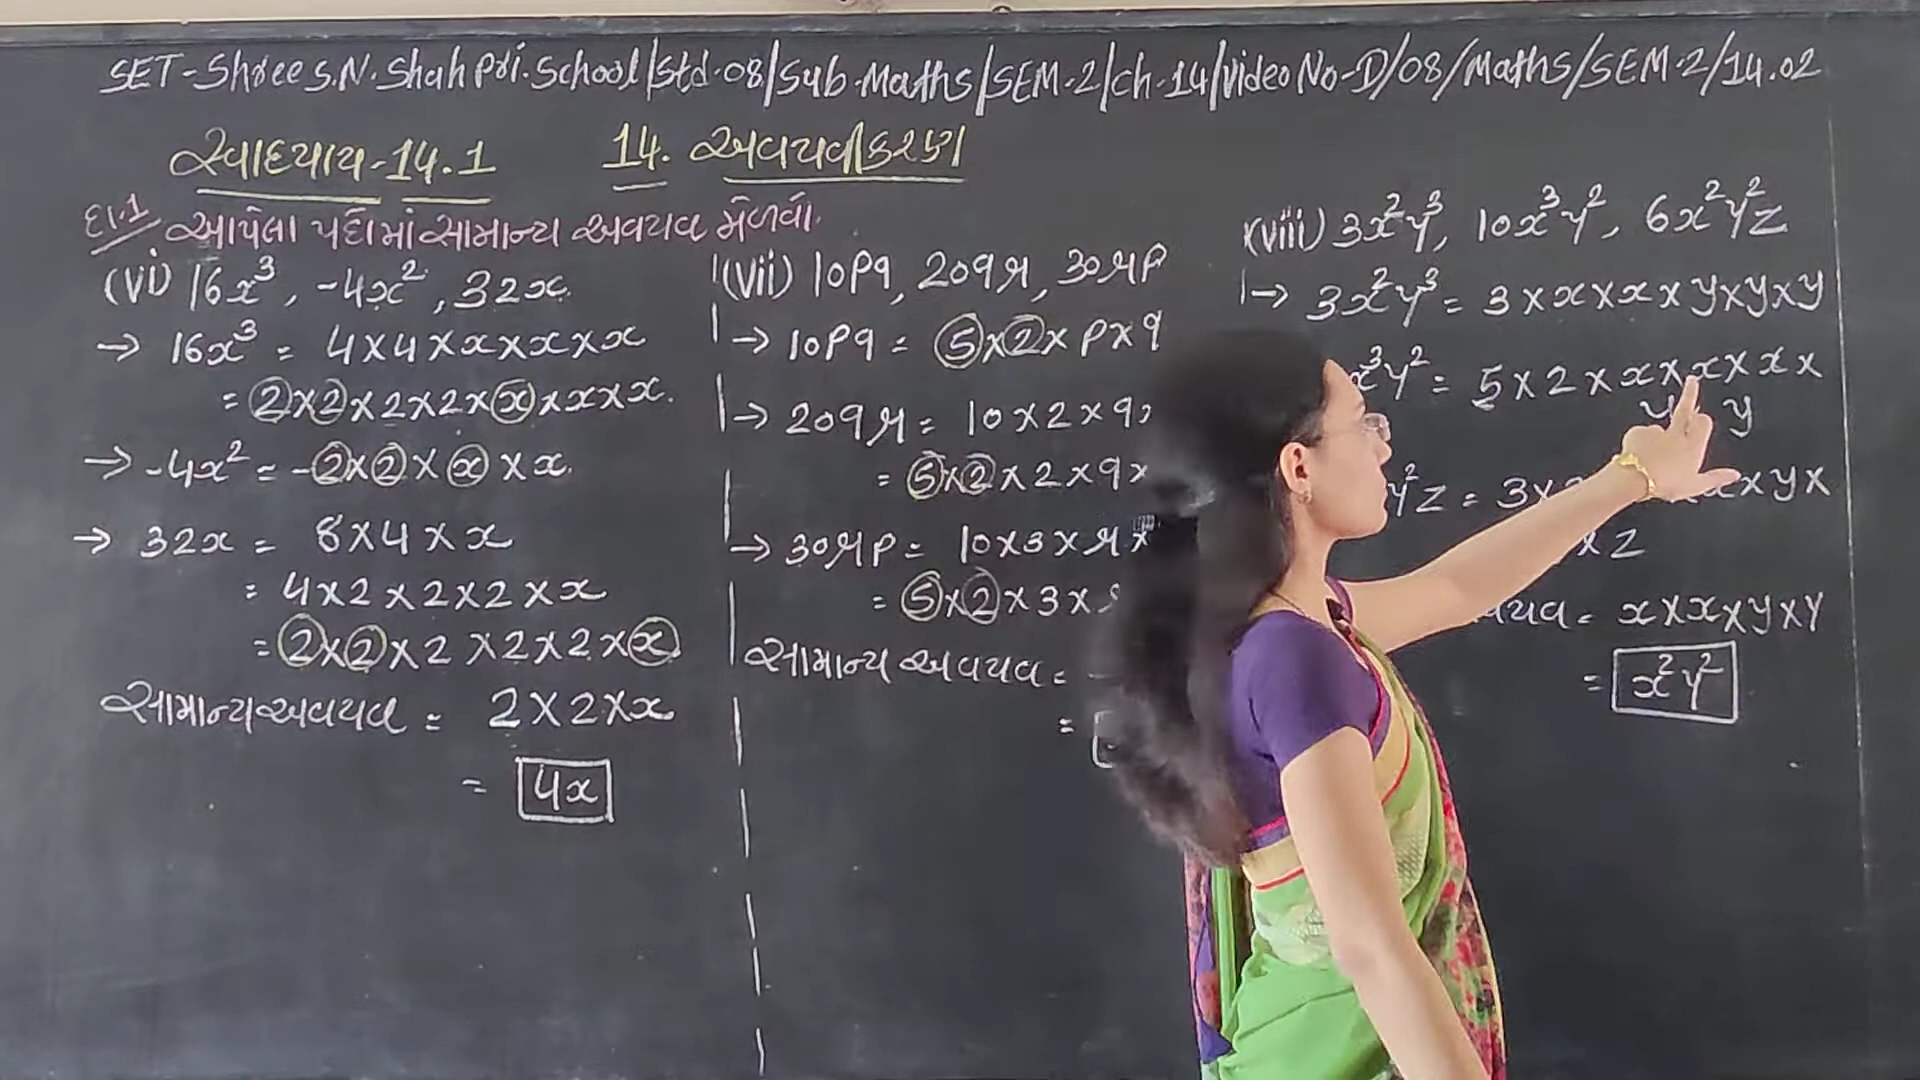 SET-Shree S.N. Shah Pri. School/Std-08/Sub-Maths/SEM-2/Ch-14/Video No-D/08/Maths/SEM-2/14.02
સ્વાધ્યાય-14.1
14. અવયવીકરણ
દા.1 આપેલા પદોમાં સામાન્ય અવયવ મેળવો.
(vi) 16x³, -4x², 32x.
→ 16x³ = 4×4×x×x×x
= 2×2×2×2×x×x×x.
→ -4x² = -2×2×x×x.
→ 32x = 8×4×x
= 4×2×2×2×x
= 2×2×2×2×2×x
સામાન્ય અવયવ = 2×2×x
= 4x
(vii) 10pq, 20qr, 30rp
→ 10pq = 5×2×p×q
→ 20qr = 10×2×q×
= 5×2×2×q×
→ 30rp = 10×3×r×
= 5×2×3×
સામાન્ય અવયવ =
=
(viii) 3x²y³, 10x³y², 6x²y²z
→ 3x²y³ = 3×x×x×y×y×y
x³y² = 5×2×x×x×x×
y y
y²z = 3× x×y×
×z
= x×x×y×y
= x²y²